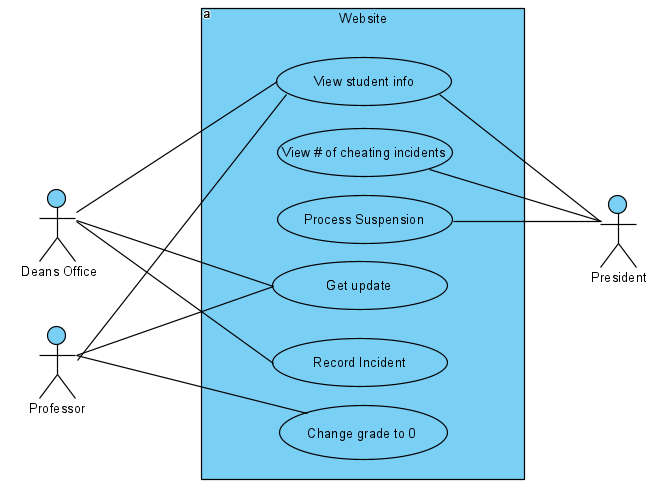 a
Website
View student info
View # of cheating incidents
Process Suspension
Deans Office
President
Get update
Record Incident
Professor
Change grade to 0